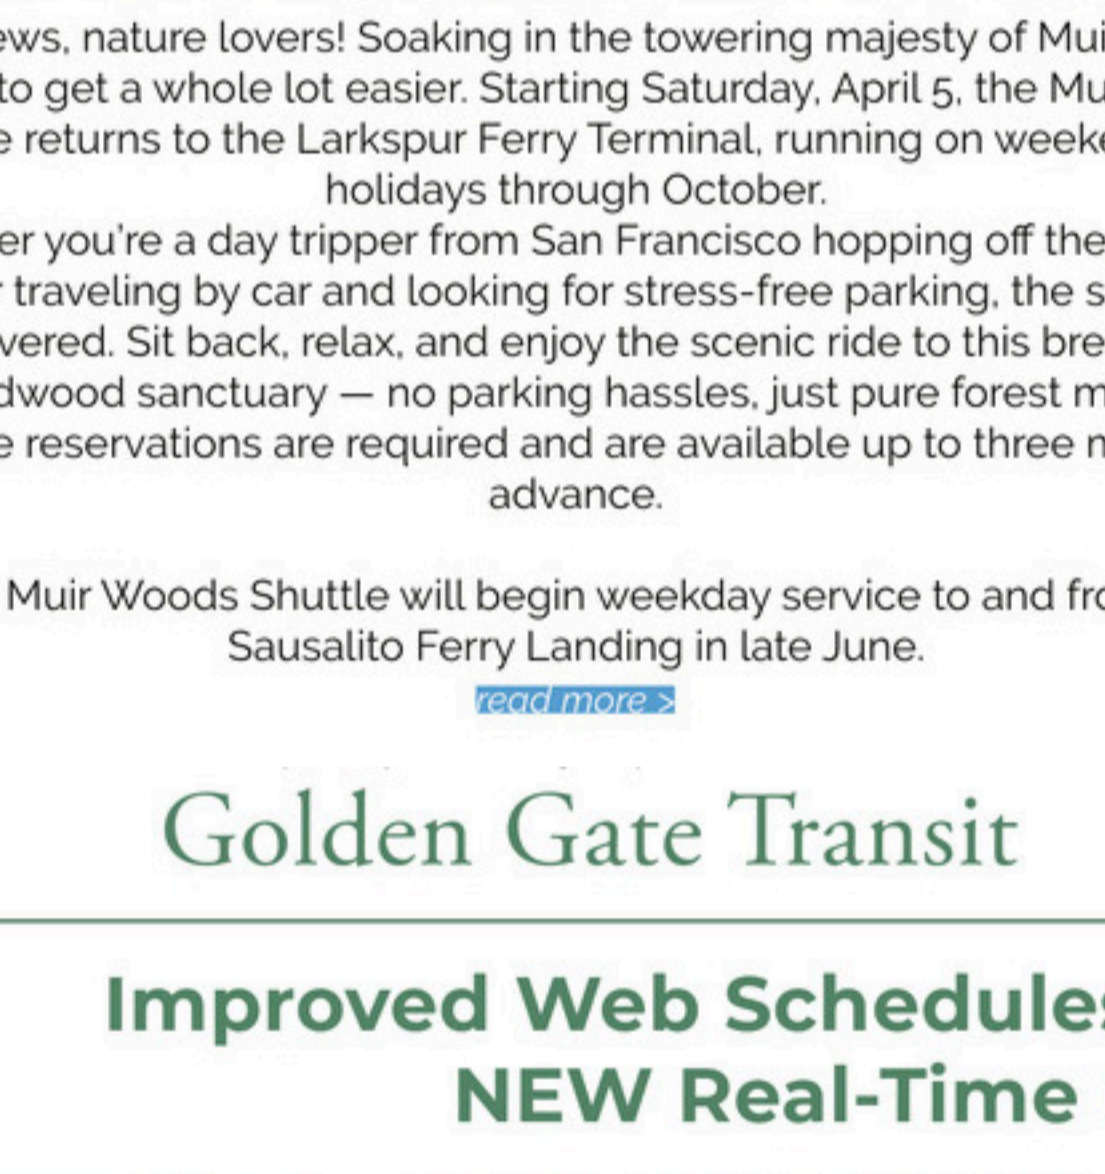 ews, nature lovers! Soaking in the towering majesty of Mui
to get a whole lot easier. Starting Saturday, April 5, the Mu
e returns to the Larkspur Ferry Terminal, running on weeke
holidays through October.
er you're a day tripper from San Francisco hopping off the
traveling by car and looking for stress-free parking, the s
vered. Sit back, relax, and enjoy the scenic ride to this bre
dwood sanctuary — no parking hassles, just pure forest m
e reservations are required and are available up to three m
advance.
Muir Woods Shuttle will begin weekday service to and fro
Sausalito Ferry Landing in late June.
read more >
Golden Gate Transit
Improved Web Schedules
NEW Real-Time